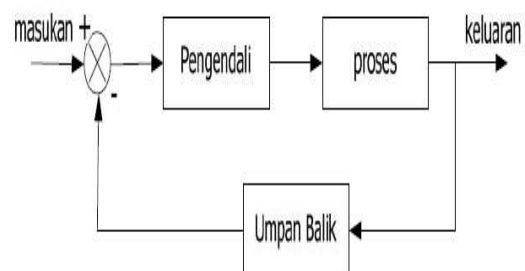 masukan +
keluaran
Pengendali
proses
-
Umpan Balik